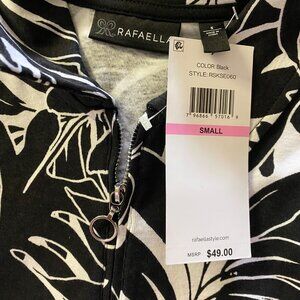 RAFAELLA
COLOR Black
STYLE: RSKSE060
SMALL
rafaellastyle.com
MSRP $49.00